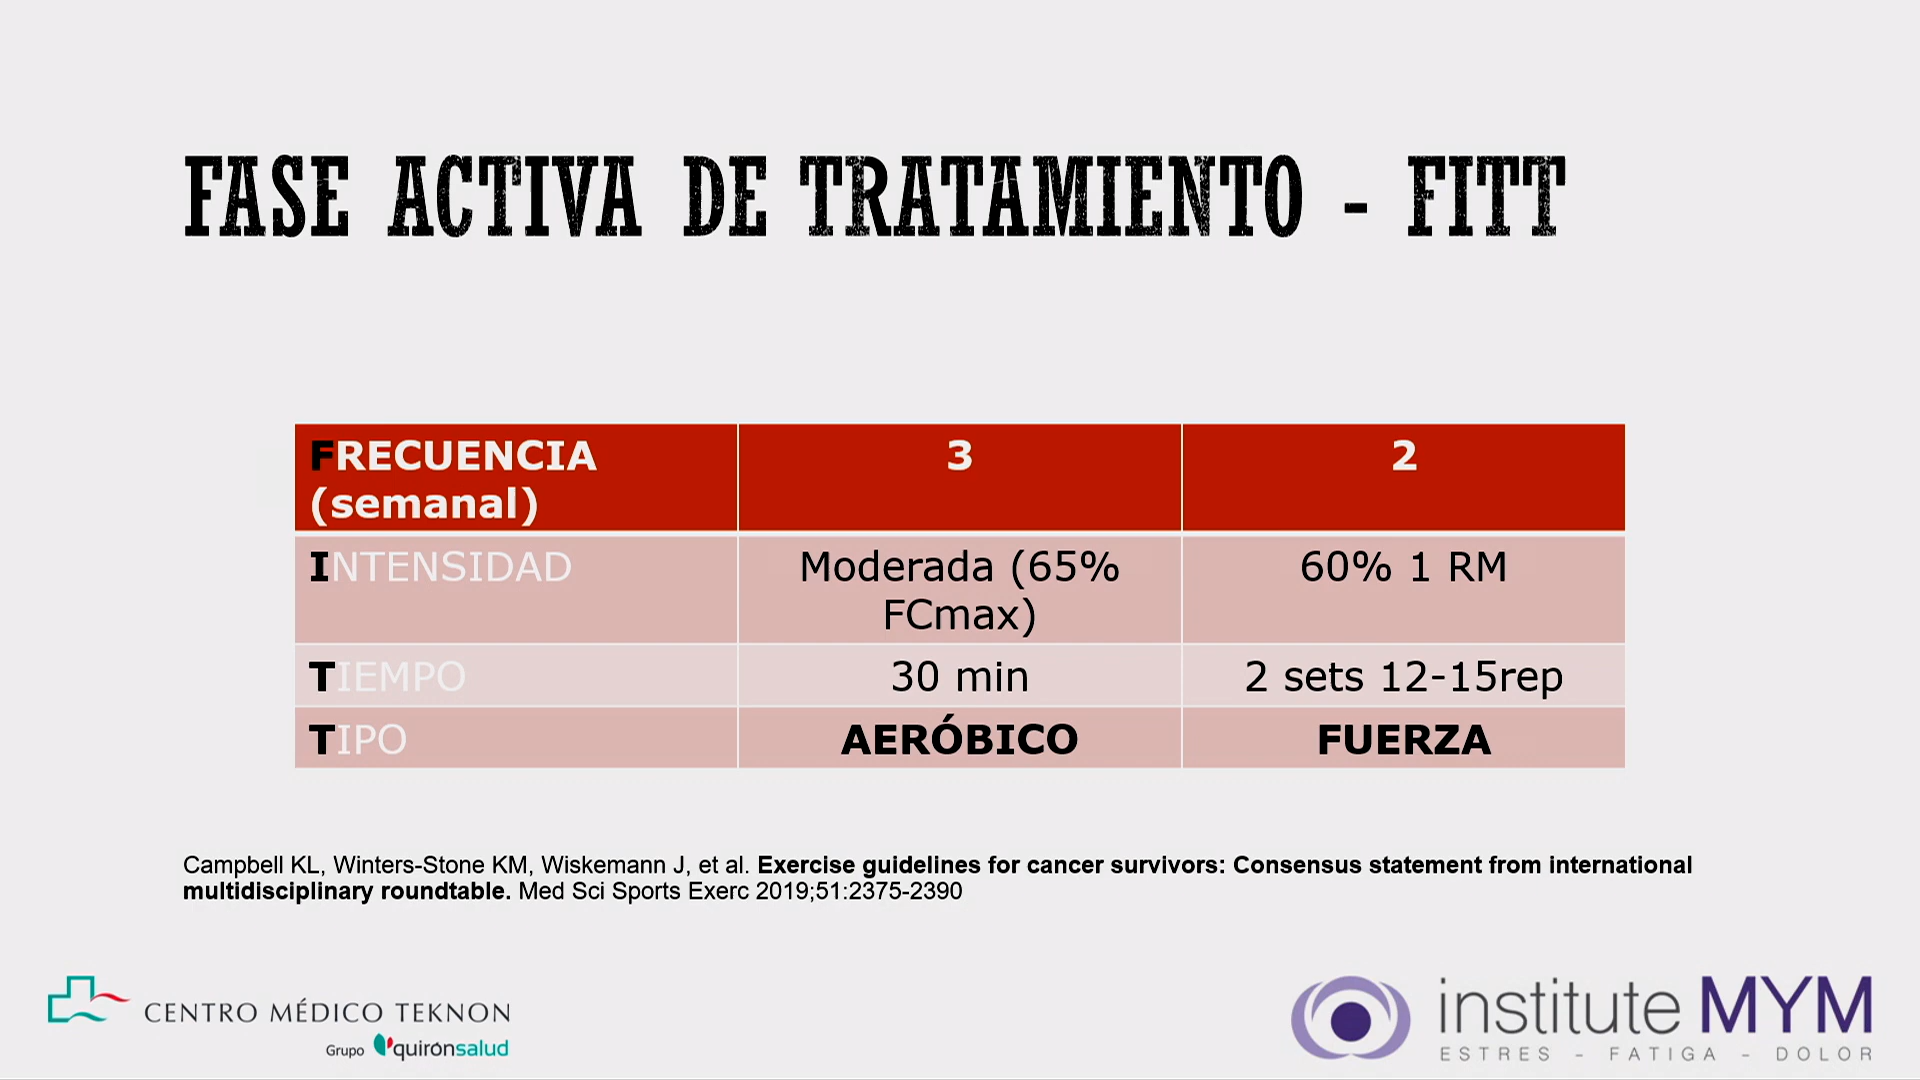 FASE ACTIVA DE TRATAMIENTO - FITT
FRECUENCIA (semanal) 3 2
INTENSIDAD Moderada (65% FCmax) 60% 1 RM
TIEMPO 30 min 2 sets 12-15rep
TIPO AERÓBICO FUERZA
Campbell KL, Winters-Stone KM, Wiskemann J, et al. Exercise guidelines for cancer survivors: Consensus statement from international
multidisciplinary roundtable. Med Sci Sports Exerc 2019;51:2375-2390
CENTRO MÉDICO TEKNON
Grupo quirónsalud
institute MYM
ESTRES - FATIGA - DOLOR